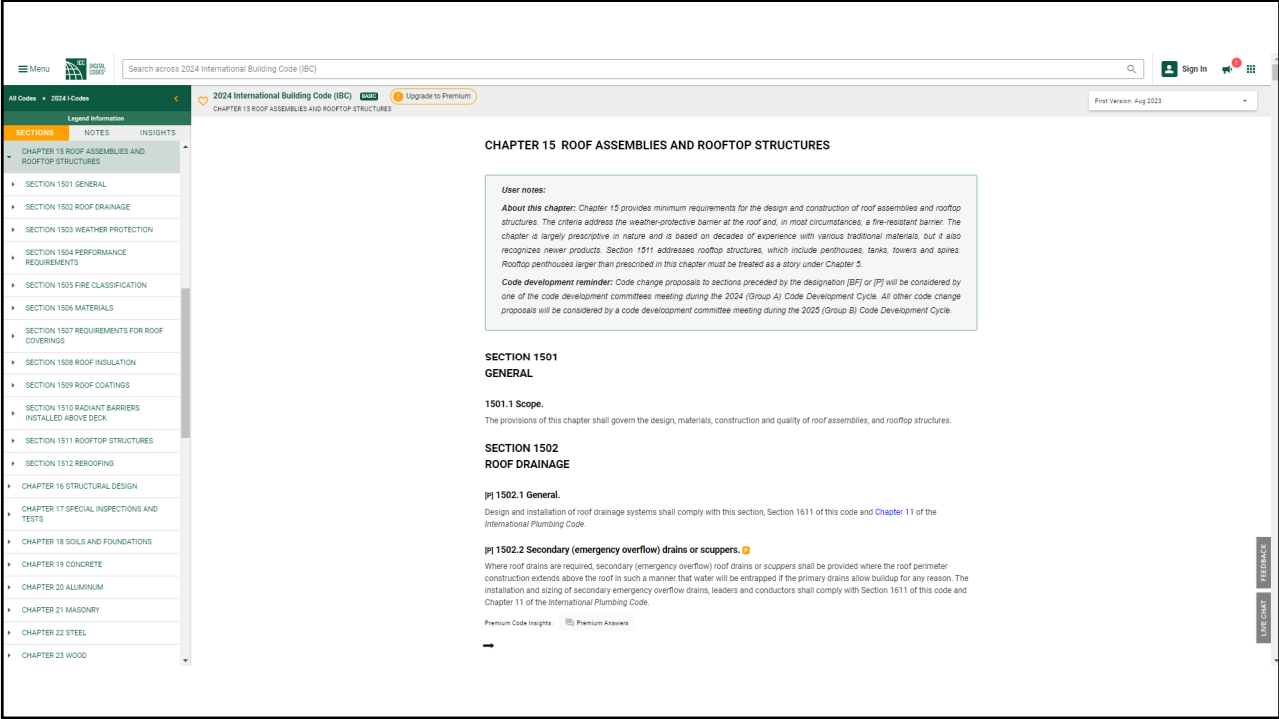 Menu
ICC DIGITAL CODES
Search across 2024 International Building Code (IBC)
Sign In
All Codes » 2024 I-Codes
Legend Information
SECTIONS NOTES INSIGHTS
CHAPTER 15 ROOF ASSEMBLIES AND
ROOFTOP STRUCTURES
SECTION 1501 GENERAL
SECTION 1502 ROOF DRAINAGE
SECTION 1503 WEATHER PROTECTION
SECTION 1504 PERFORMANCE
REQUIREMENTS
SECTION 1505 FIRE CLASSIFICATION
SECTION 1506 MATERIALS
SECTION 1507 REQUIREMENTS FOR ROOF
COVERINGS
SECTION 1508 ROOF INSULATION
SECTION 1509 ROOF COATINGS
SECTION 1510 RADIANT BARRIERS
INSTALLED ABOVE DECK
SECTION 1511 ROOFTOP STRUCTURES
SECTION 1512 REROOFING
CHAPTER 16 STRUCTURAL DESIGN
CHAPTER 17 SPECIAL INSPECTIONS AND
TESTS
CHAPTER 18 SOILS AND FOUNDATIONS
CHAPTER 19 CONCRETE
CHAPTER 20 ALUMINUM
CHAPTER 21 MASONRY
CHAPTER 22 STEEL
CHAPTER 23 WOOD
2024 International Building Code (IBC) BASIC Upgrade to Premium
CHAPTER 15 ROOF ASSEMBLIES AND ROOFTOP STRUCTURES
First Version: Aug 2023
CHAPTER 15 ROOF ASSEMBLIES AND ROOFTOP STRUCTURES
User notes:
About this chapter: Chapter 15 provides minimum requirements for the design and construction of roof assemblies and rooftop
structures. The criteria address the weather-protective barrier at the roof and, in most circumstances, a fire-resistant barrier. The
chapter is largely prescriptive in nature and is based on decades of experience with various traditional materials, but it also
recognizes newer products. Section 1511 addresses rooftop structures, which include penthouses, tanks, towers and spires.
Rooftop penthouses larger than prescribed in this chapter must be treated as a story under Chapter 5.
Code development reminder: Code change proposals to sections preceded by the designation [BF] or [P] will be considered by
one of the code development committees meeting during the 2024 (Group A) Code Development Cycle. All other code change
proposals will be considered by a code develoopment committee meeting during the 2025 (Group B) Code Development Cycle.
SECTION 1501
GENERAL
1501.1 Scope.
The provisions of this chapter shall govern the design, materials, construction and quality of roof assemblies, and rooftop structures.
SECTION 1502
ROOF DRAINAGE
[P] 1502.1 General.
Design and installation of roof drainage systems shall comply with this section, Section 1611 of this code and Chapter 11 of the
International Plumbing Code.
[P] 1502.2 Secondary (emergency overflow) drains or scuppers. P
Where roof drains are required, secondary (emergency overflow) roof drains or scuppers shall be provided where the roof perimeter
construction extends above the roof in such a manner that water will be entrapped if the primary drains allow buildup for any reason. The
installation and sizing of secondary emergency overflow drains, leaders and conductors shall comply with Section 1611 of this code and
Chapter 11 of the International Plumbing Code.
Premium Code Insights : Premium Answers
FEEDBACK
LIVE CHAT